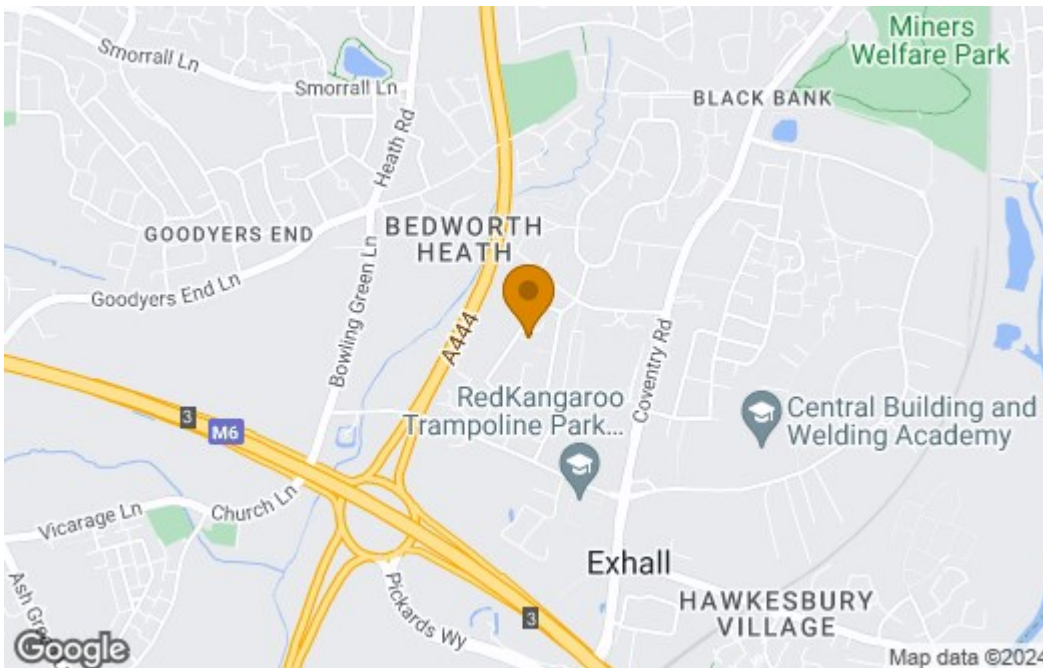 Miners
Welfare Park
Smorrall Ln
Smorrall Ln
BLACK BANK
Heath Rd
GOODYERS END
BEDWORTH
HEATH
Goodyers End Ln
Bowling Green Ln
A444
Coventry Rd
RedKangaroo
Trampoline Park...
Central Building and
Welding Academy
3
M6
Vicarage Ln
Church Ln
Ash Gre
Pickards Wy
Exhall
HAWKESBURY
VILLAGE
3
Google
Map data ©2024